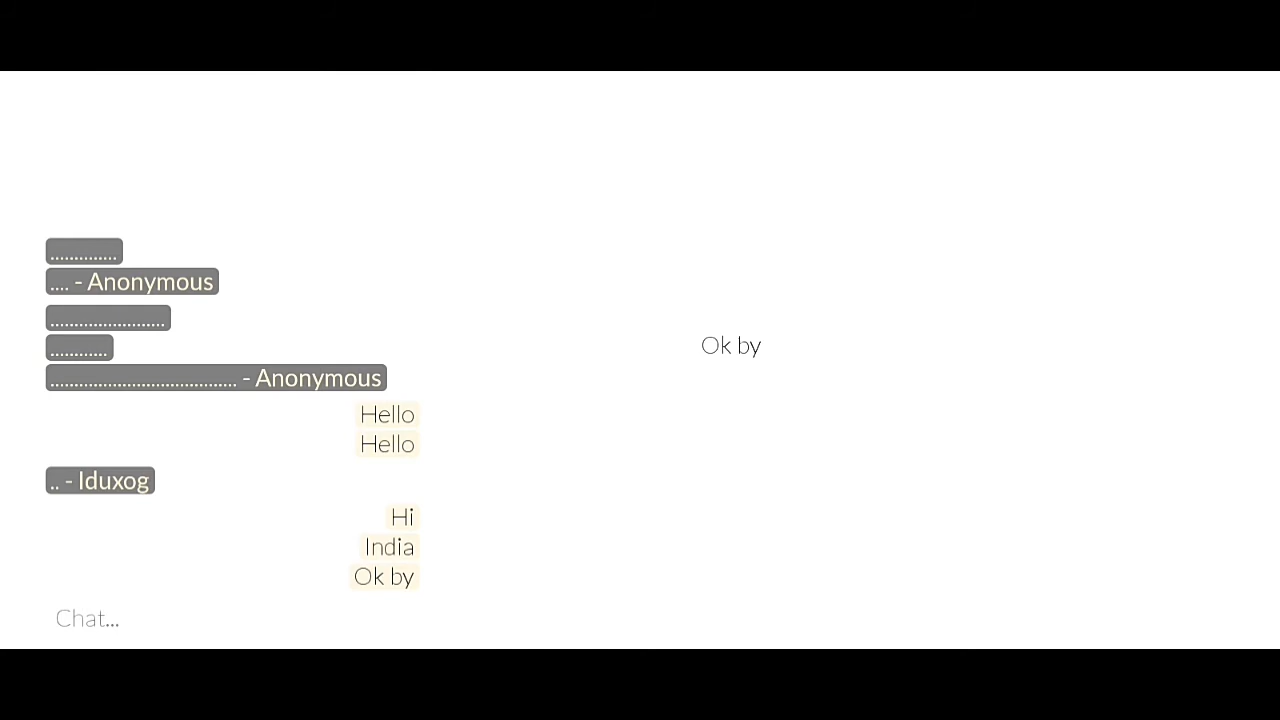 ..............
.... - Anonymous
.........................
............
....................................... - Anonymous
Ok by
Hello
Hello
.. - Iduxog
Hi
India
Ok by
Chat...